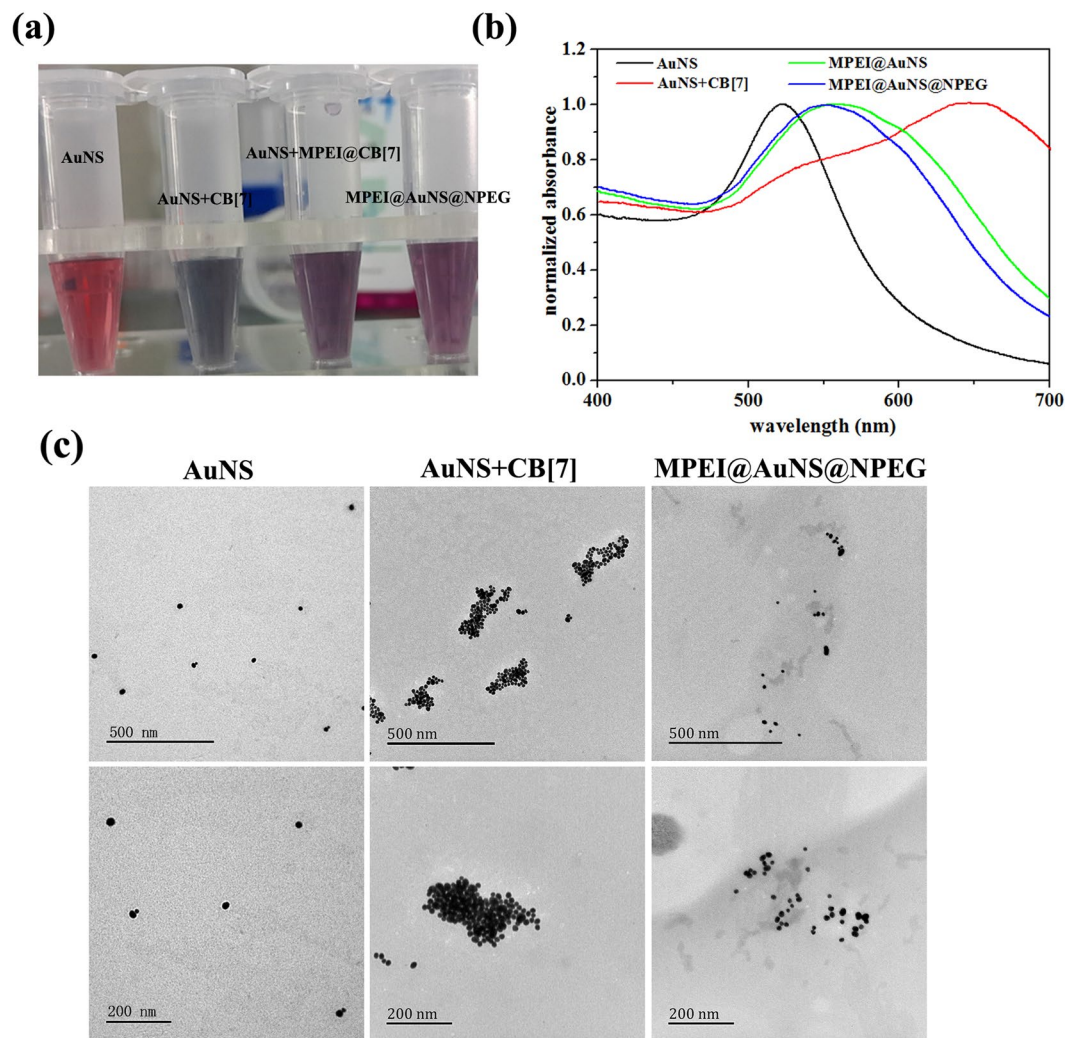 (a)
AuNS
AuNS+CB[7]
AuNS+MPEI@CB[7]
MPEI@AuNS@NPEG
(b)
1.2
1.0
0.8
0.6
0.4
0.2
0.0
normalized absorbance
AuNS
MPEI@AuNS
AuNS+CB[7]
MPEI@AuNS@NPEG
400
500
600
700
wavelength (nm)
(c)
AuNS
AuNS+CB[7]
MPEI@AuNS@NPEG
500 nm
500 nm
500 nm
200 nm
200 nm
200 nm